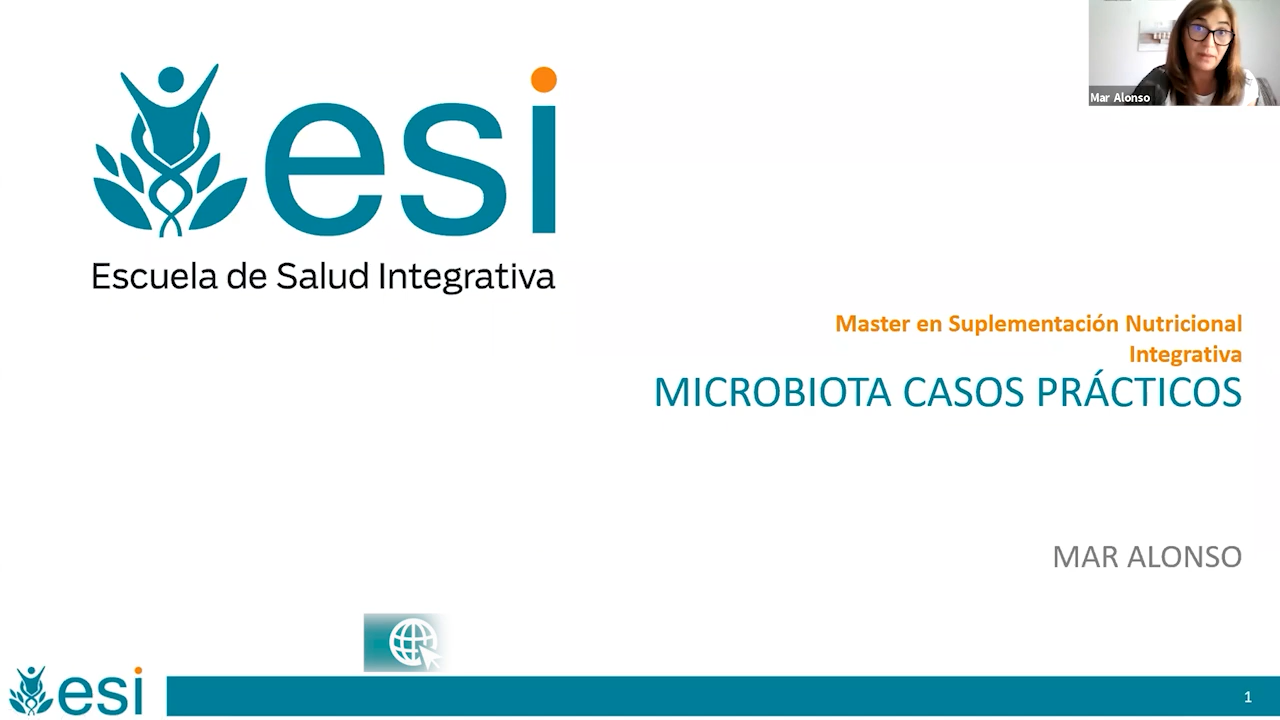 Mar Alonso
esi
Escuela de Salud Integrativa
Master en Suplementación Nutricional
Integrativa
MICROBIOTA CASOS PRÁCTICOS
MAR ALONSO
esi
1